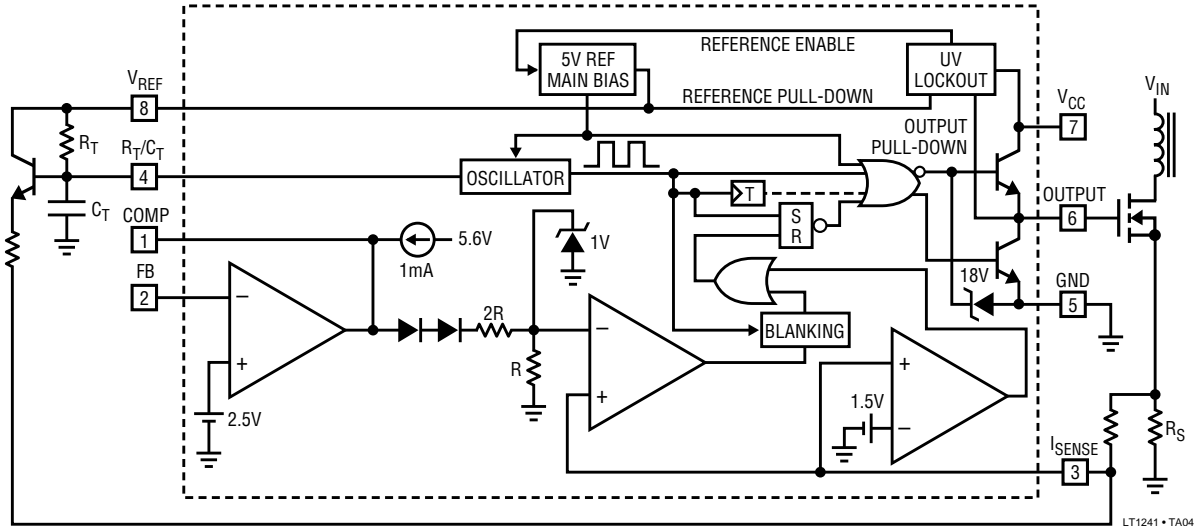 REFERENCE ENABLE
5V REF
MAIN BIAS
UV
LOCKOUT
V_REF
8
REFERENCE PULL-DOWN
V_IN
V_CC
7
R_T
R_T/C_T
4
OUTPUT
PULL-DOWN
OSCILLATOR
T
OUTPUT
6
C_T
COMP
1
S
R
5.6V
1mA
1V
FB
2
18V
GND
5
2R
BLANKING
R
−
+
−
+
+
−
2.5V
1.5V
R_S
I_SENSE
3
LT1241 • TA04